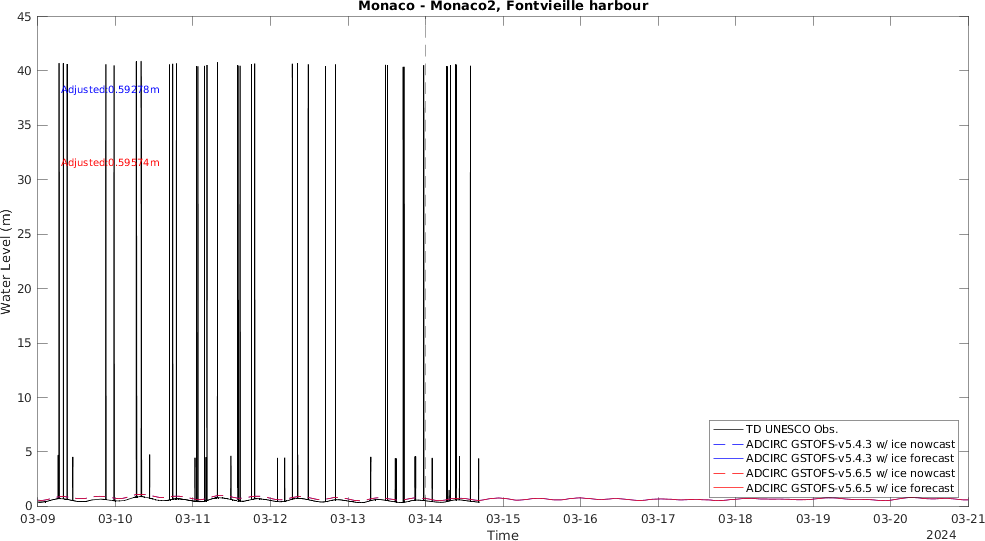 Monaco - Monaco2, Fontvieille harbour
45
40
35
30
25
20
15
10
5
0
Water Level (m)
Adjusted:0.59278m
Adjusted:0.59574m
TD UNESCO Obs.
ADCIRC GSTOFS-v5.4.3 w/ ice nowcast
ADCIRC GSTOFS-v5.4.3 w/ ice forecast
ADCIRC GSTOFS-v5.6.5 w/ ice nowcast
ADCIRC GSTOFS-v5.6.5 w/ ice forecast
03-09 03-10 03-11 03-12 03-13 03-14 03-15 03-16 03-17 03-18 03-19 03-20 03-21
Time
2024